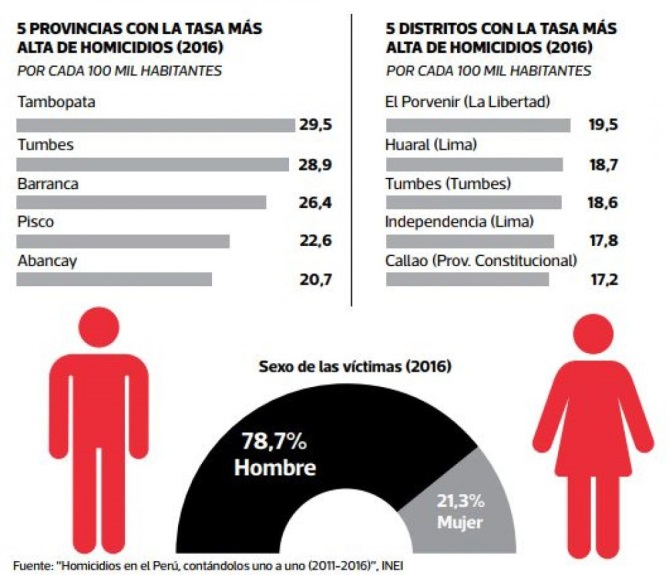 5 PROVINCIAS CON LA TASA MÁS
ALTA DE HOMICIDIOS (2016)
POR CADA 100 MIL HABITANTES
Tambopata
29,5
Tumbes
28,9
Barranca
26,4
Pisco
22,6
Abancay
20,7
5 DISTRITOS CON LA TASA MÁS
ALTA DE HOMICIDIOS (2016)
POR CADA 100 MIL HABITANTES
El Porvenir (La Libertad)
19,5
Huaral (Lima)
18,7
Tumbes (Tumbes)
18,6
Independencia (Lima)
17,8
Callao (Prov. Constitucional)
17,2
Sexo de las víctimas (2016)
78,7%
Hombre
21,3%
Mujer
Fuente: "Homicidios en el Perú, contándolos uno a uno (2011-2016)", INEI